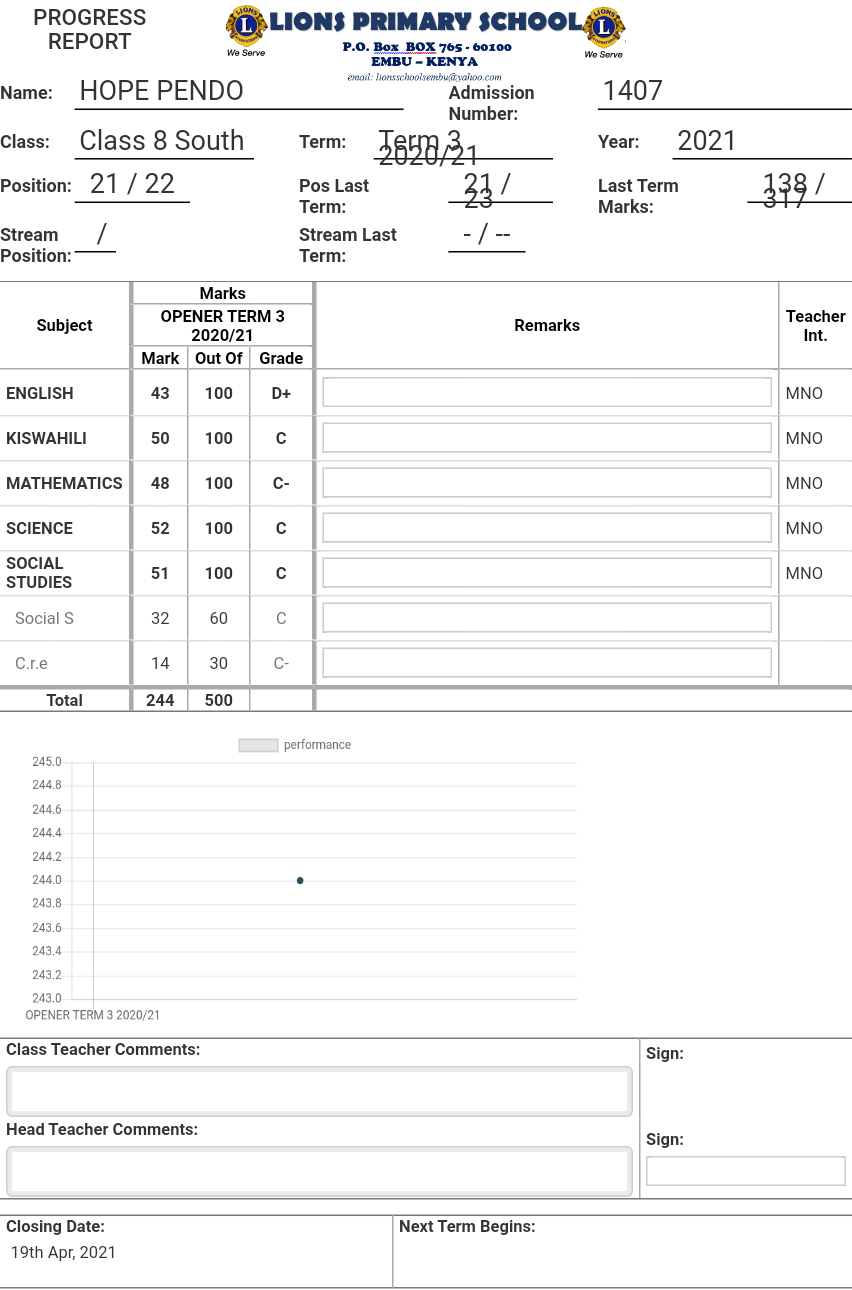 PROGRESS
REPORT
LIONS PRIMARY SCHOOL
We Serve
We Serve
P.O. Box BOX 765 - 60100
EMBU – KENYA
email: lionsschoolsembu@yahoo.com
Name: HOPE PENDO Admission Number: 1407
Class: Class 8 South Term: Term 3 2020/21 Year: 2021
Position: 21 / 22 Pos Last Term: 21 / 23 Last Term Marks: 138 / 317
Stream Position: / Stream Last Term: - / --
Subject Marks Remarks Teacher Int.
OPENER TERM 3 2020/21
Mark Out Of Grade
ENGLISH 43 100 D+ MNO
KISWAHILI 50 100 C MNO
MATHEMATICS 48 100 C- MNO
SCIENCE 52 100 C MNO
SOCIAL STUDIES 51 100 C MNO
Social S 32 60 C
C.r.e 14 30 C-
Total 244 500
performance
245.0
244.8
244.6
244.4
244.2
244.0
243.8
243.6
243.4
243.2
243.0
OPENER TERM 3 2020/21
Class Teacher Comments: Sign:
Head Teacher Comments: Sign:
Closing Date: Next Term Begins:
19th Apr, 2021